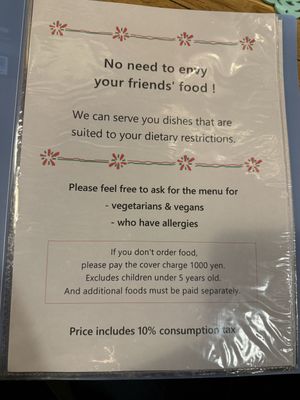 No need to envy
your friends' food !
We can serve you dishes that are
suited to your dietary restrictions.
Please feel free to ask for the menu for
- vegetarians & vegans
- who have allergies
If you don't order food,
please pay the cover charge 1000 yen.
Excludes children under 5 years old.
And additional foods must be paid separately.
Price includes 10% consumption tax